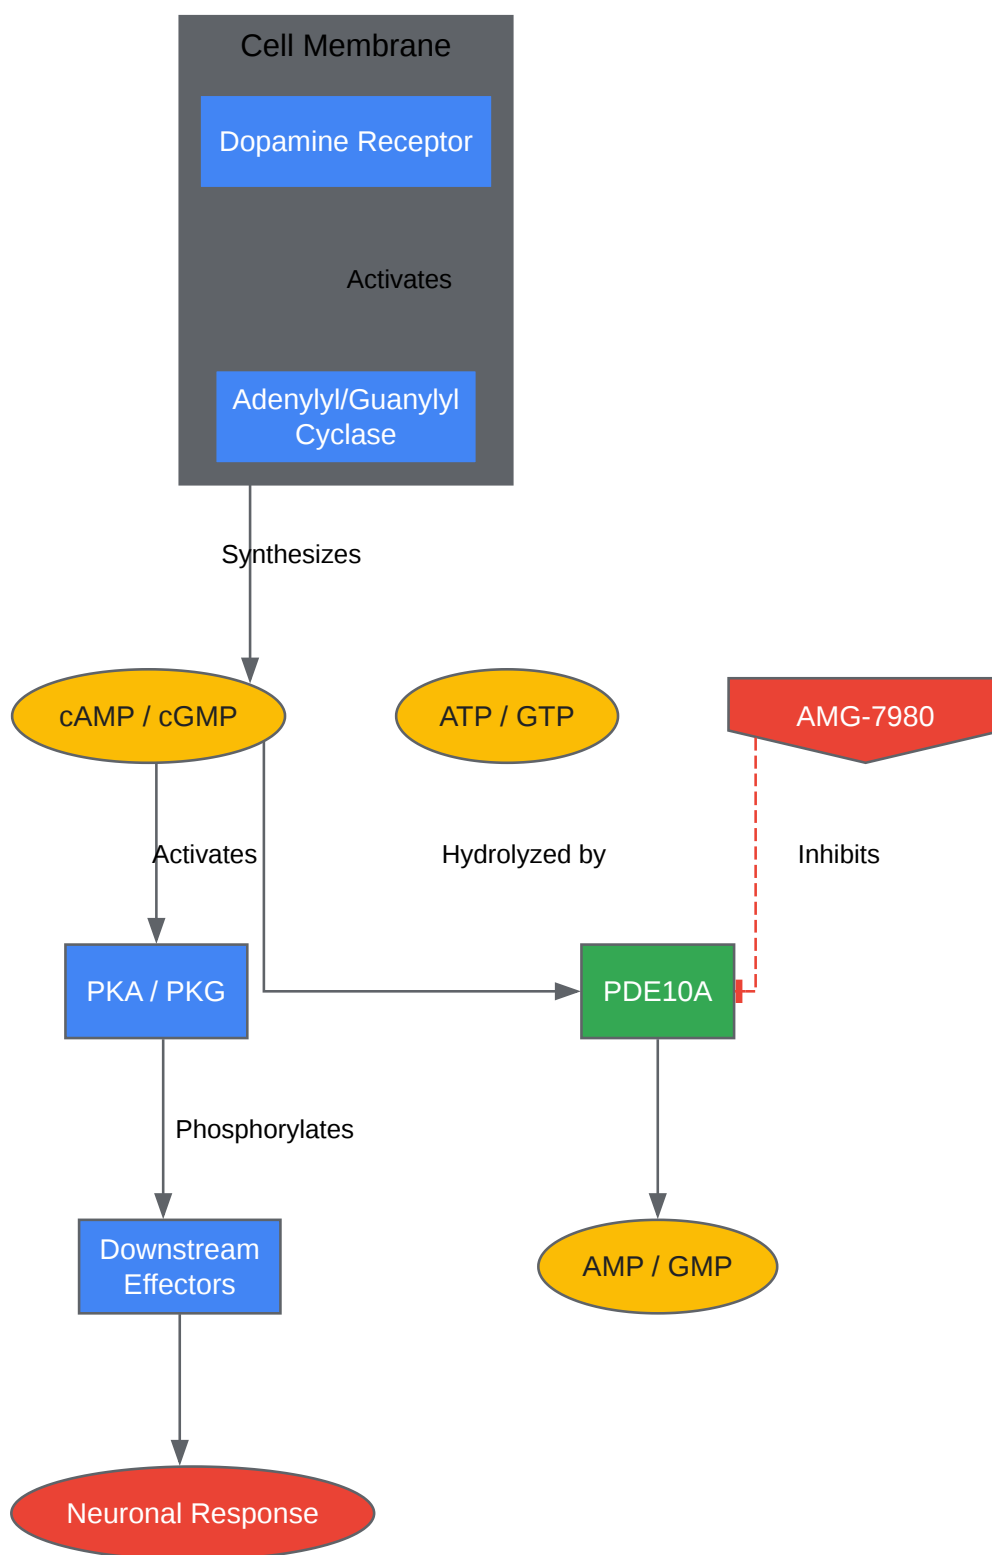 Cell Membrane
Dopamine Receptor
Activates
Adenylyl/Guanylyl
Cyclase
Synthesizes
cAMP / cGMP
ATP / GTP
AMG-7980
Activates
Hydrolyzed by
Inhibits
PKA / PKG
PDE10A
Phosphorylates
Downstream
Effectors
AMP / GMP
Neuronal Response